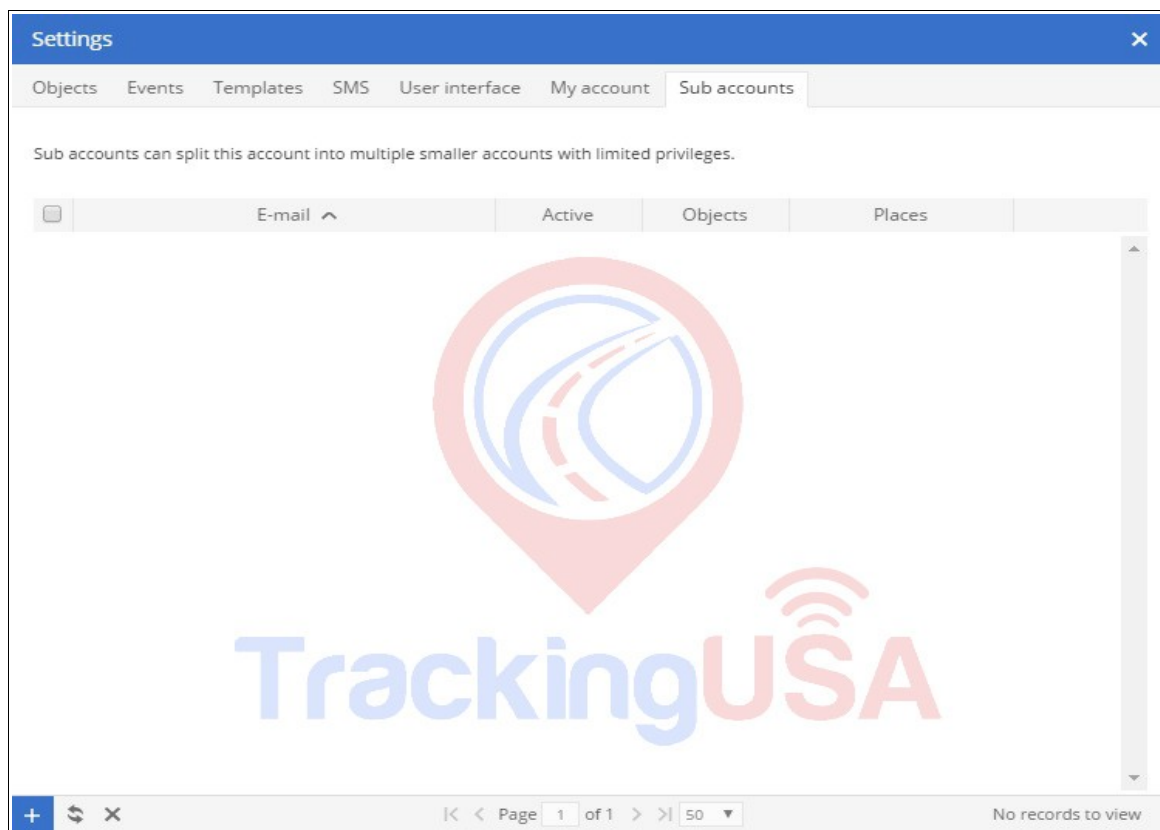 Settings
Objects Events Templates SMS User interface My account Sub accounts
Sub accounts can split this account into multiple smaller accounts with limited privileges.
E-mail Active Objects Places
TrackingUSA
Page 1 of 1 50 No records to view